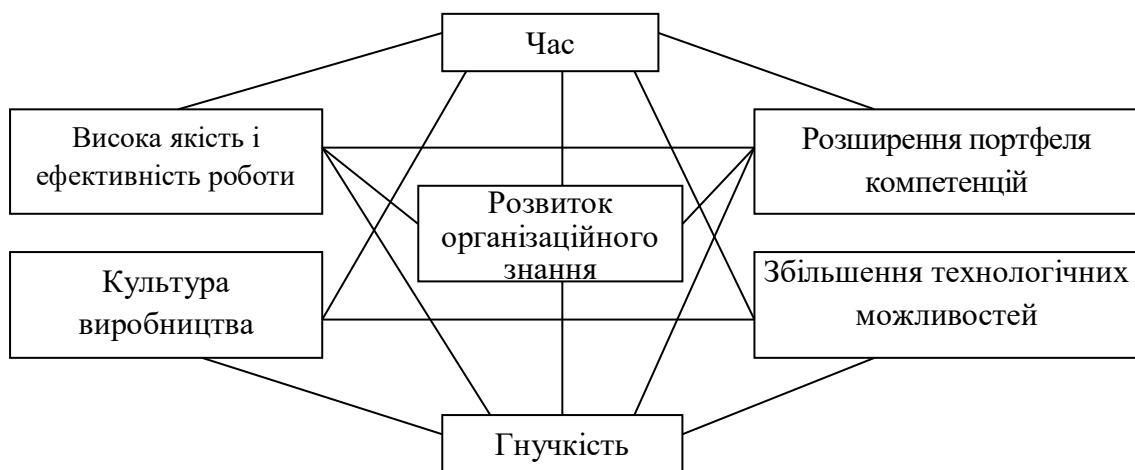 Час
Висока якість і
ефективність роботи
Розширення портфеля
компетенцій
Розвиток
організаційного
знання
Культура
виробництва
Збільшення технологічних
можливостей
Гнучкість